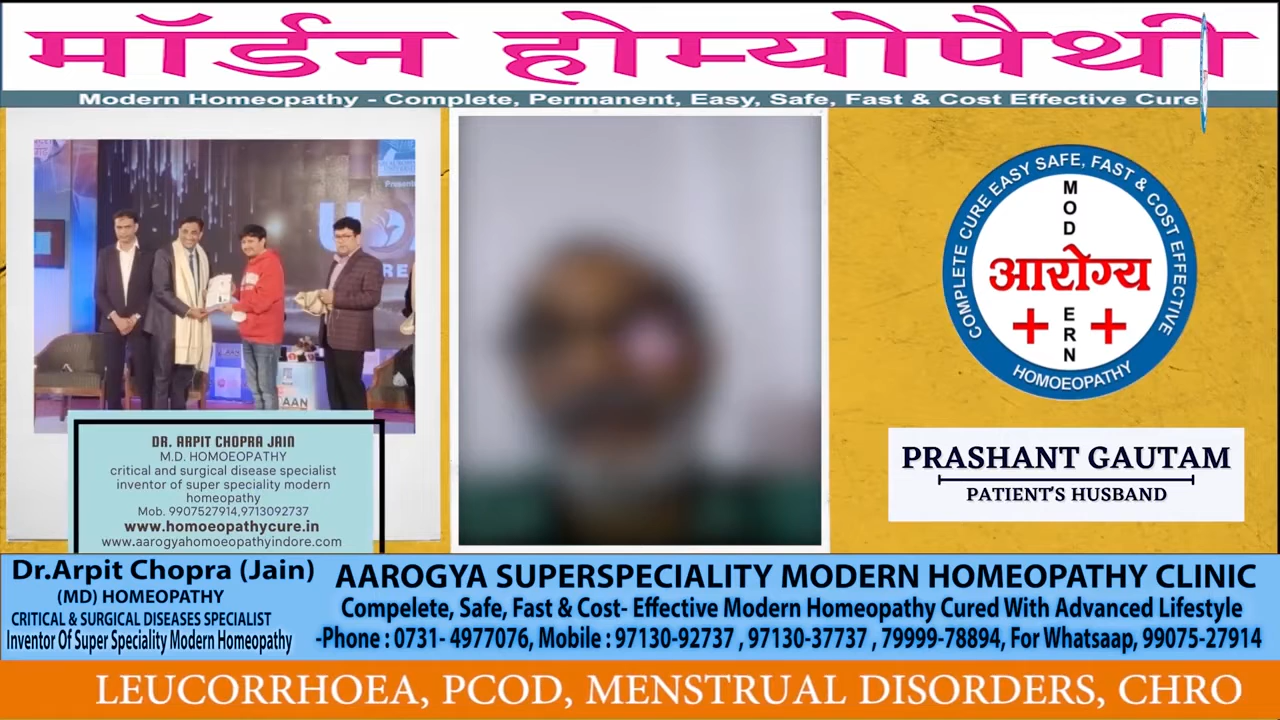 मॉर्डन होम्योपैथी
Modern Homeopathy - Complete, Permanent, Easy, Safe, Fast & Cost Effective Cure
DR. ARPIT CHOPRA JAIN
M.D. HOMOEOPATHY
critical and surgical disease specialist
inventor of super speciality modern
homeopathy
Mob. 9907527914,9713092737
www.homoeopathycure.in
www.aarogyahomoeopathyindore.com
COMPLETE CURE EASY SAFE, FAST & COST EFFECTIVE
MODERN
आरोग्य
HOMOEOPATHY
PRASHANT GAUTAM
PATIENT'S HUSBAND
Dr.Arpit Chopra (Jain)
(MD) HOMEOPATHY
CRITICAL & SURGICAL DISEASES SPECIALIST
Inventor Of Super Speciality Modern Homeopathy
AAROGYA SUPERSPECIALITY MODERN HOMEOPATHY CLINIC
Compelete, Safe, Fast & Cost- Effective Modern Homeopathy Cured With Advanced Lifestyle
-Phone : 0731- 4977076, Mobile : 97130-92737 , 97130-37737 , 79999-78894, For Whatsaap, 99075-27914
LEUCORRHOEA, PCOD, MENSTRUAL DISORDERS, CHRO